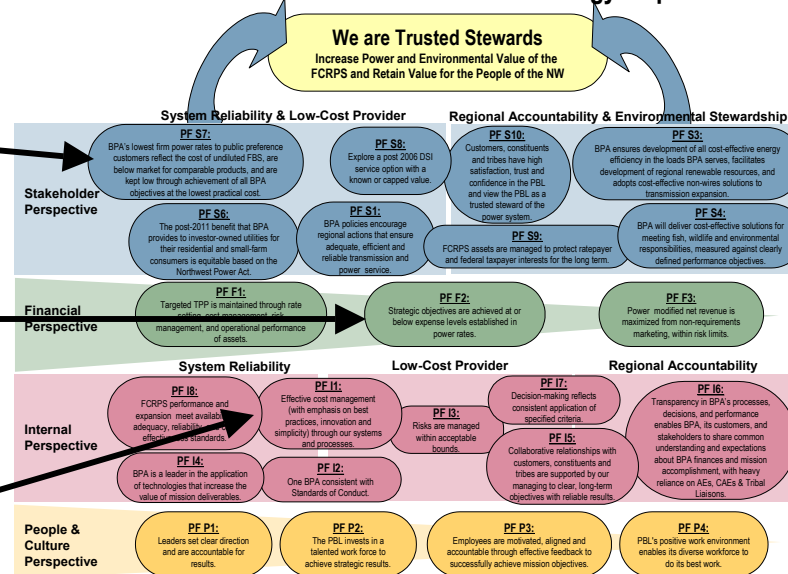 We are Trusted Stewards
Increase Power and Environmental Value of the
FCRPS and Retain Value for the People of the NW
System Reliability & Low-Cost Provider
Regional Accountability & Environmental Stewardship
Stakeholder
Perspective
PF S7:
BPA's lowest firm power rates to public preference
customers reflect the cost of undiluted FBS, are
below market for comparable products, and are
kept low through achievement of all BPA
objectives at the lowest practical cost.
PF S8:
Explore a post 2006 DSI
service option with a
known or capped value.
PF S10:
Customers, constituents
and tribes have high
satisfaction, trust and
confidence in the PBL
and view the PBL as a
trusted steward of the
power system.
PF S3:
BPA ensures development of all cost-effective energy
efficiency in the loads BPA serves, facilitates
development of regional renewable resources, and
adopts cost-effective non-wires solutions to
transmission expansion.
PF S6:
The post-2011 benefit that BPA
provides to investor-owned utilities for
their residential and small-farm
consumers is equitable based on the
Northwest Power Act.
PF S1:
BPA policies encourage
regional actions that ensure
adequate, efficient and
reliable transmission and
power service.
PF S9:
FCRPS assets are managed to protect ratepayer
and federal taxpayer interests for the long term.
PF S4:
BPA will deliver cost-effective solutions for
meeting fish, wildlife and environmental
responsibilities, measured against clearly
defined performance objectives.
Financial
Perspective
PF F1:
Targeted TPP is maintained through rate
setting, cost management, risk
management, and operational performance
of assets.
PF F2:
Strategic objectives are achieved at or
below expense levels established in
power rates.
PF F3:
Power modified net revenue is
maximized from non-requirements
marketing, within risk limits.
System Reliability
Low-Cost Provider
Regional Accountability
Internal
Perspective
PF I8:
FCRPS performance and
expansion meet
adequacy, reliability
standards.
PF I1:
Effective cost management
(with emphasis on best
practices, innovation and
simplicity) through our systems
and processes.
PF I3:
Risks are managed
within acceptable
bounds.
PF I7:
Decision-making reflects
consistent application of
specified criteria.
PF I6:
Transparency in BPA's processes,
decisions, and performance
enables BPA, its customers, and
stakeholders to share common
understanding and expectations
about BPA finances and mission
accomplishment, with heavy
reliance on AEs, CAEs & Tribal
Liaisons.
PF I5:
Collaborative relationships with
customers, constituents and
tribes are supported by our
managing to clear, long-term
objectives with reliable results.
PF I4:
BPA is a leader in the application
of technologies that increase the
value of mission deliverables.
PF I2:
One BPA consistent with
Standards of Conduct.
People &
Culture
Perspective
PF P1:
Leaders set clear direction
and are accountable for
results.
PF P2:
The PBL invests in a
talented work force to
achieve strategic results.
PF P3:
Employees are motivated, aligned and
accountable through effective feedback to
successfully achieve mission objectives.
PF P4:
PBL's positive work environment
enables its diverse workforce to
do its best work.